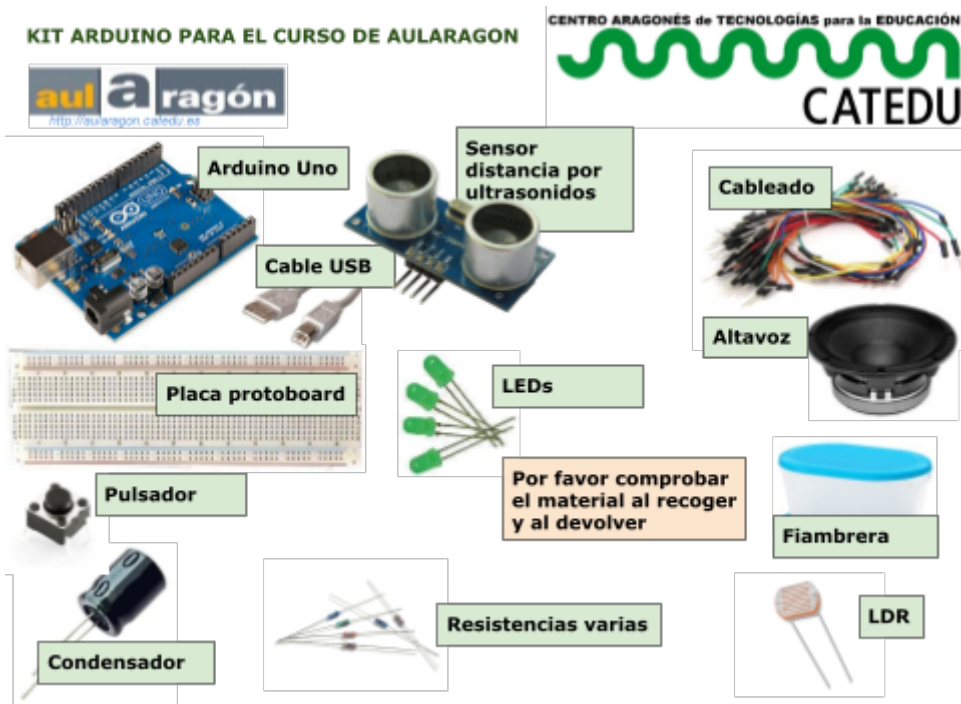 KIT ARDUINO PARA EL CURSO DE AULARAGON
CENTRO ARAGONÉS de TECNOLOGÍAS para la EDUCACIÓN
CATEDU
aul a ragón
http://aularagon.catedu.es
Arduino Uno
Sensor
distancia por
ultrasonidos
Cableado
Cable USB
Altavoz
Placa protoboard
LEDs
Por favor comprobar
el material al recoger
y al devolver
Pulsador
Fiambrera
Condensador
Resistencias varias
LDR